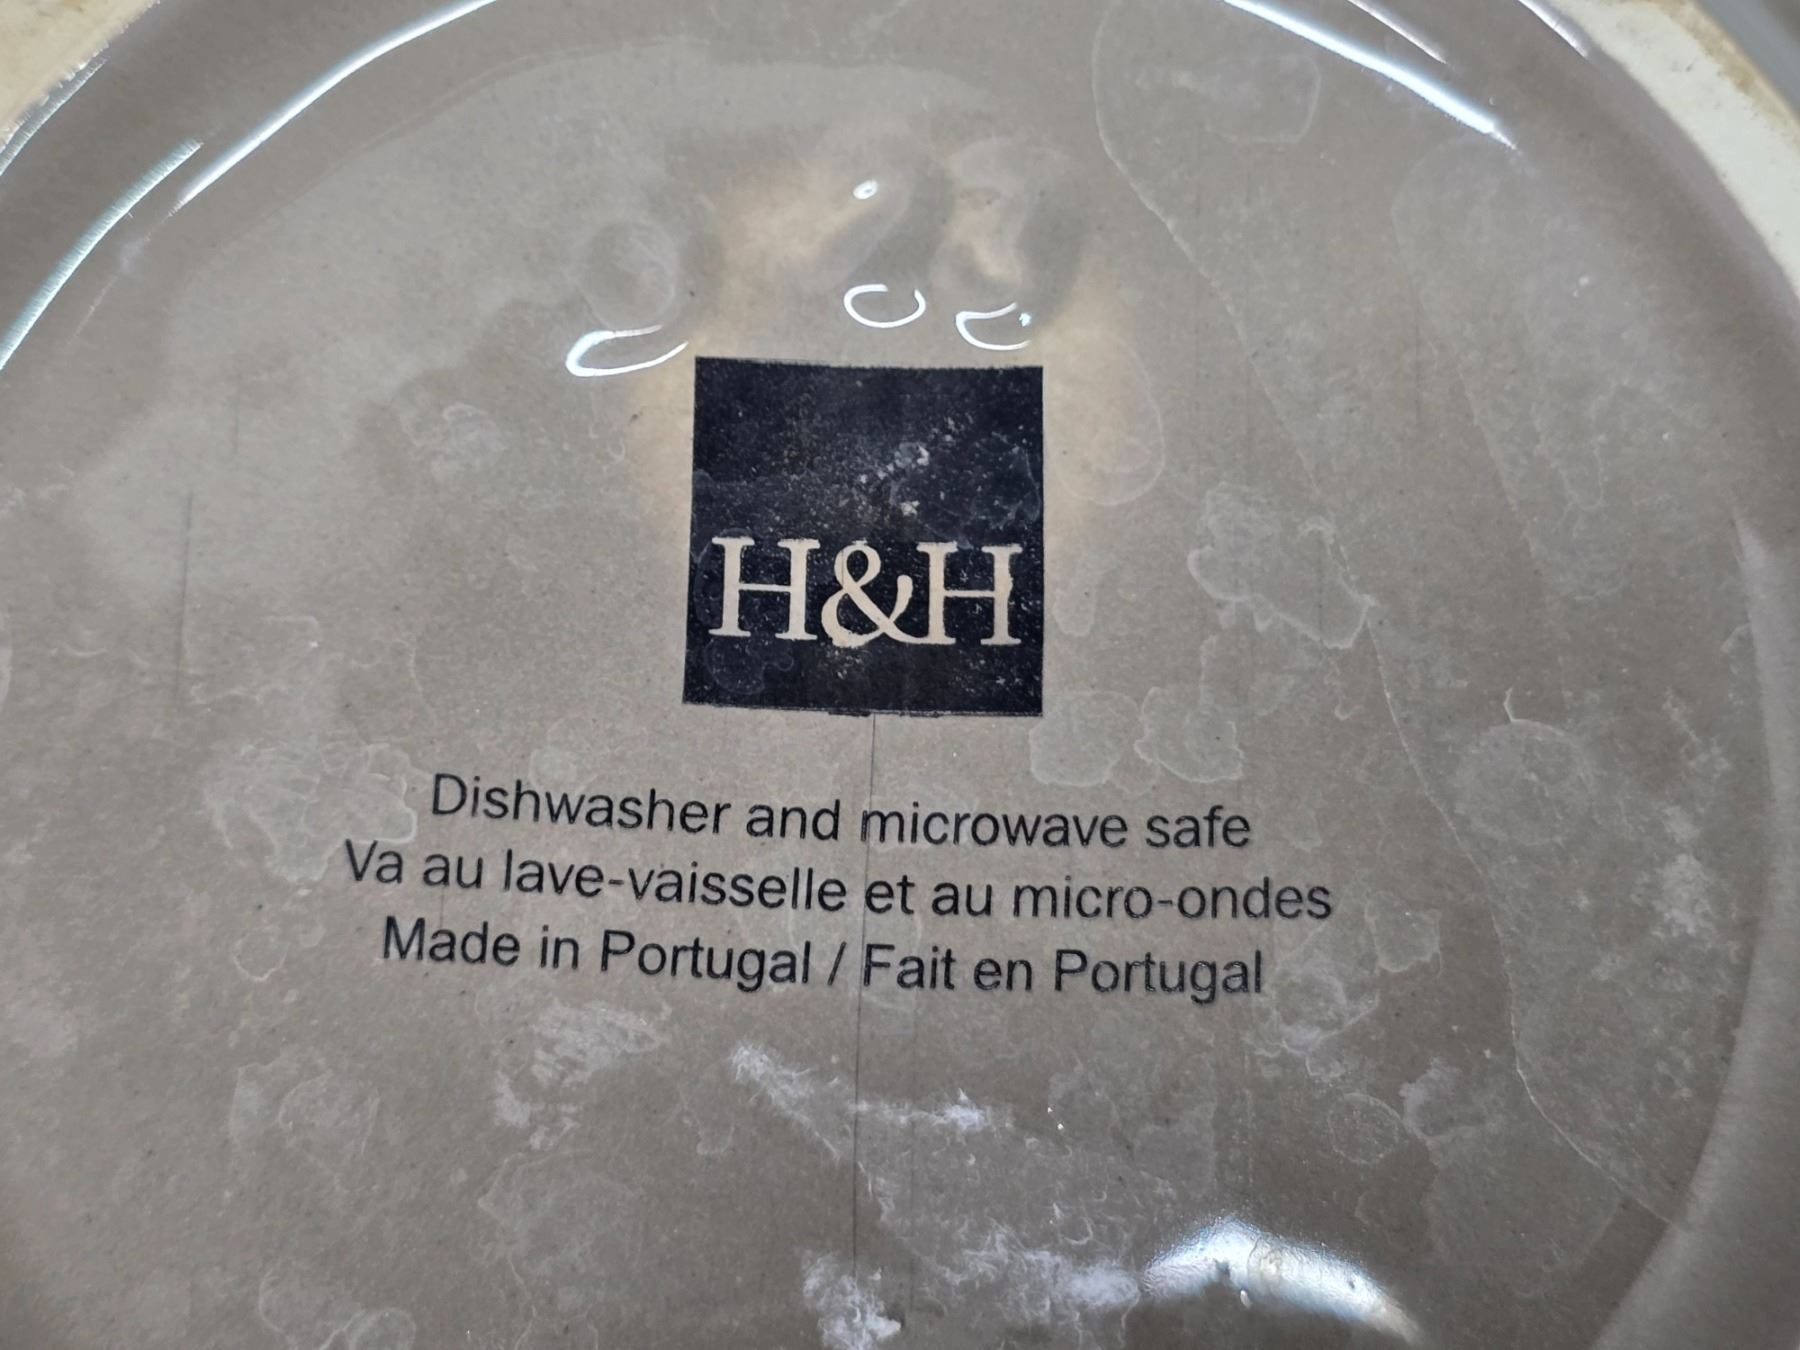 H&H
Dishwasher and microwave safe
Va au lave-vaisselle et au micro-ondes
Made in Portugal / Fait en Portugal